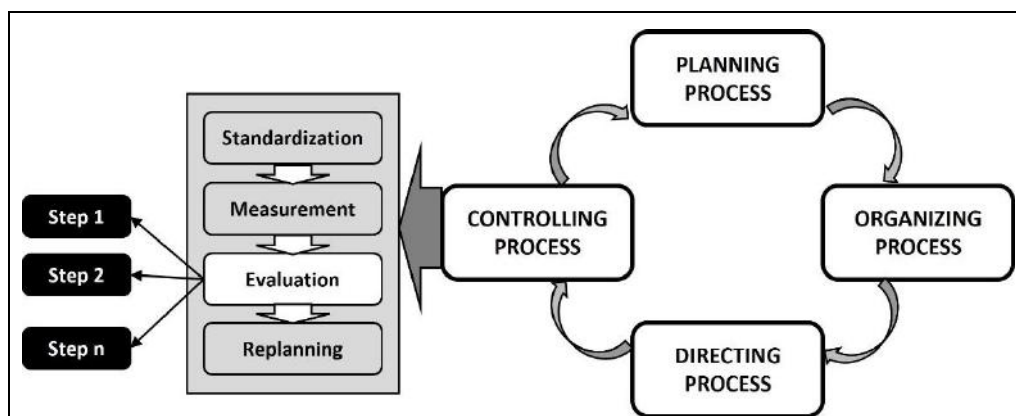 PLANNING
PROCESS
Standardization
Measurement
Step 1
CONTROLLING
PROCESS
ORGANIZING
PROCESS
Step 2
Evaluation
Step n
Replanning
DIRECTING
PROCESS